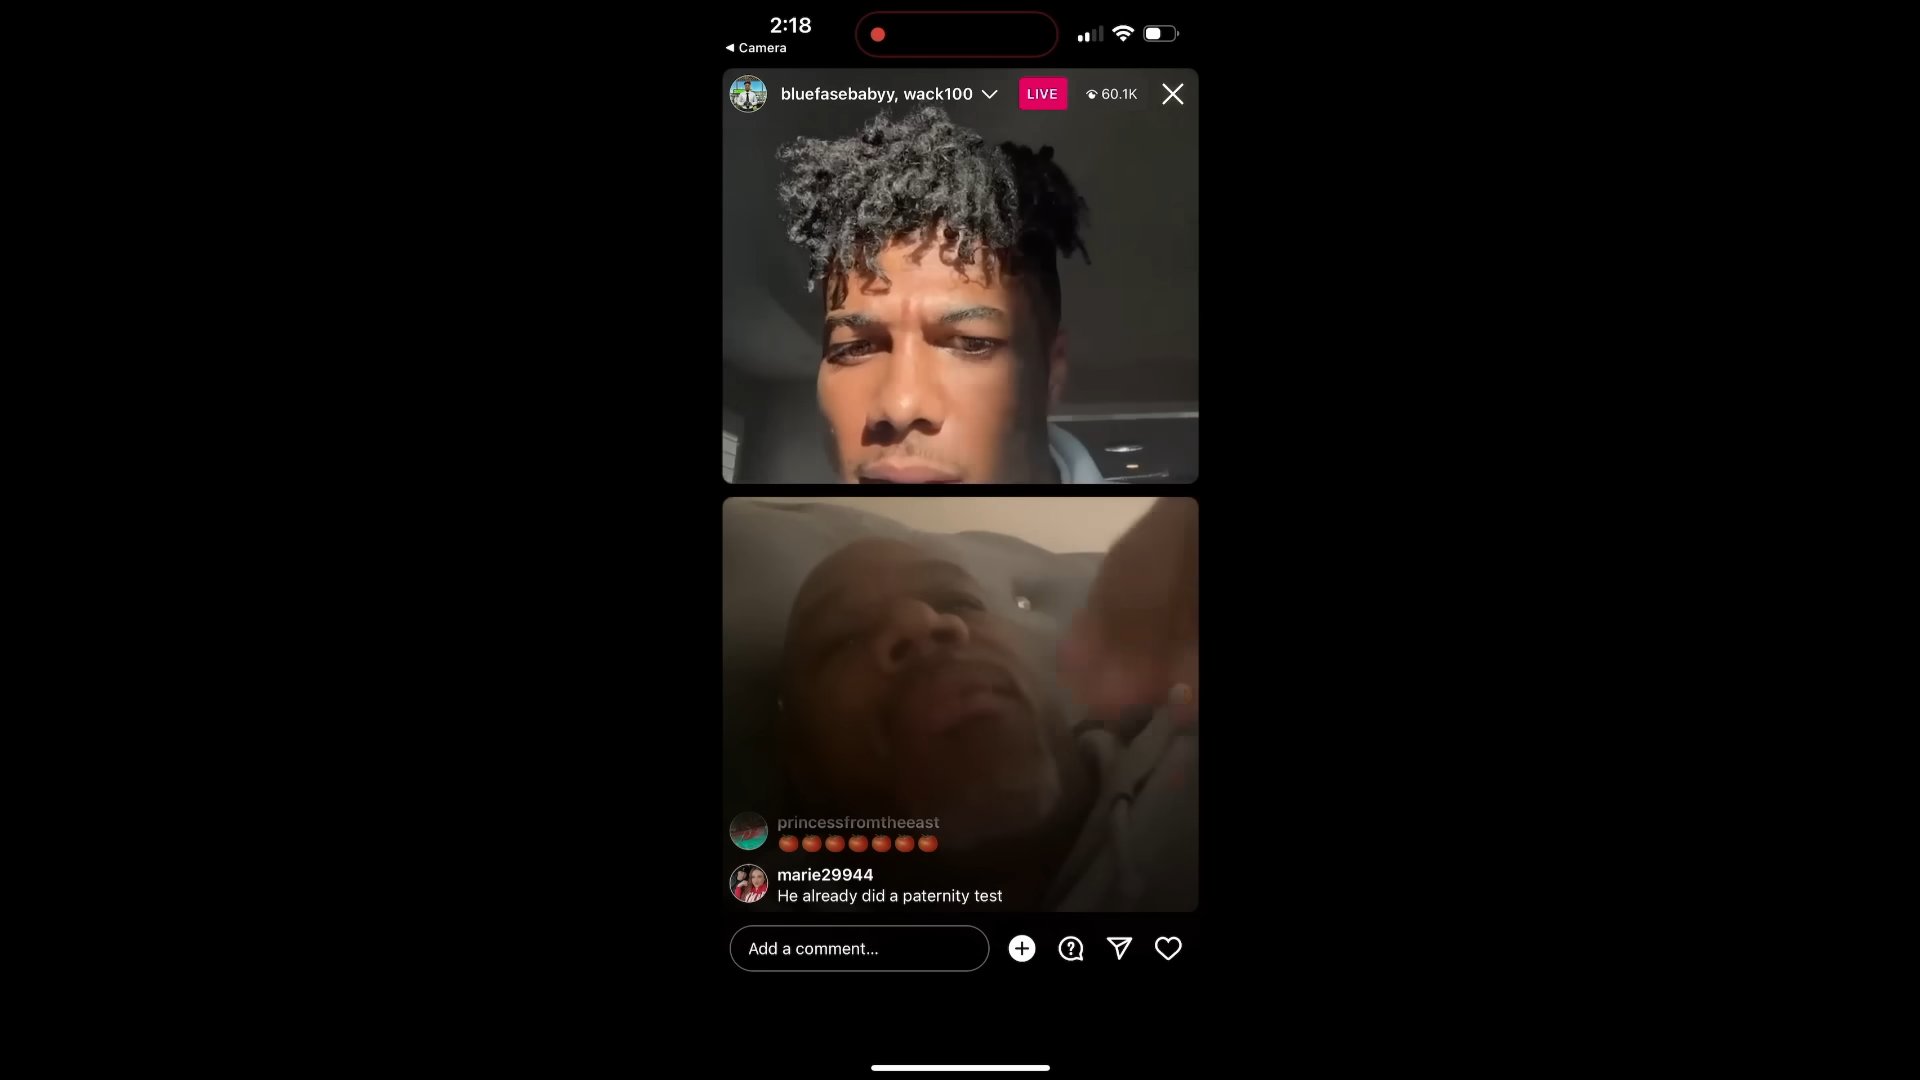 2:18
◀ Camera
bluefasebabyy, wack100
LIVE
60.1K
princessfromtheeast
🍅🍅🍅🍅🍅🍅🍅
marie29944
He already did a paternity test
Add a comment...